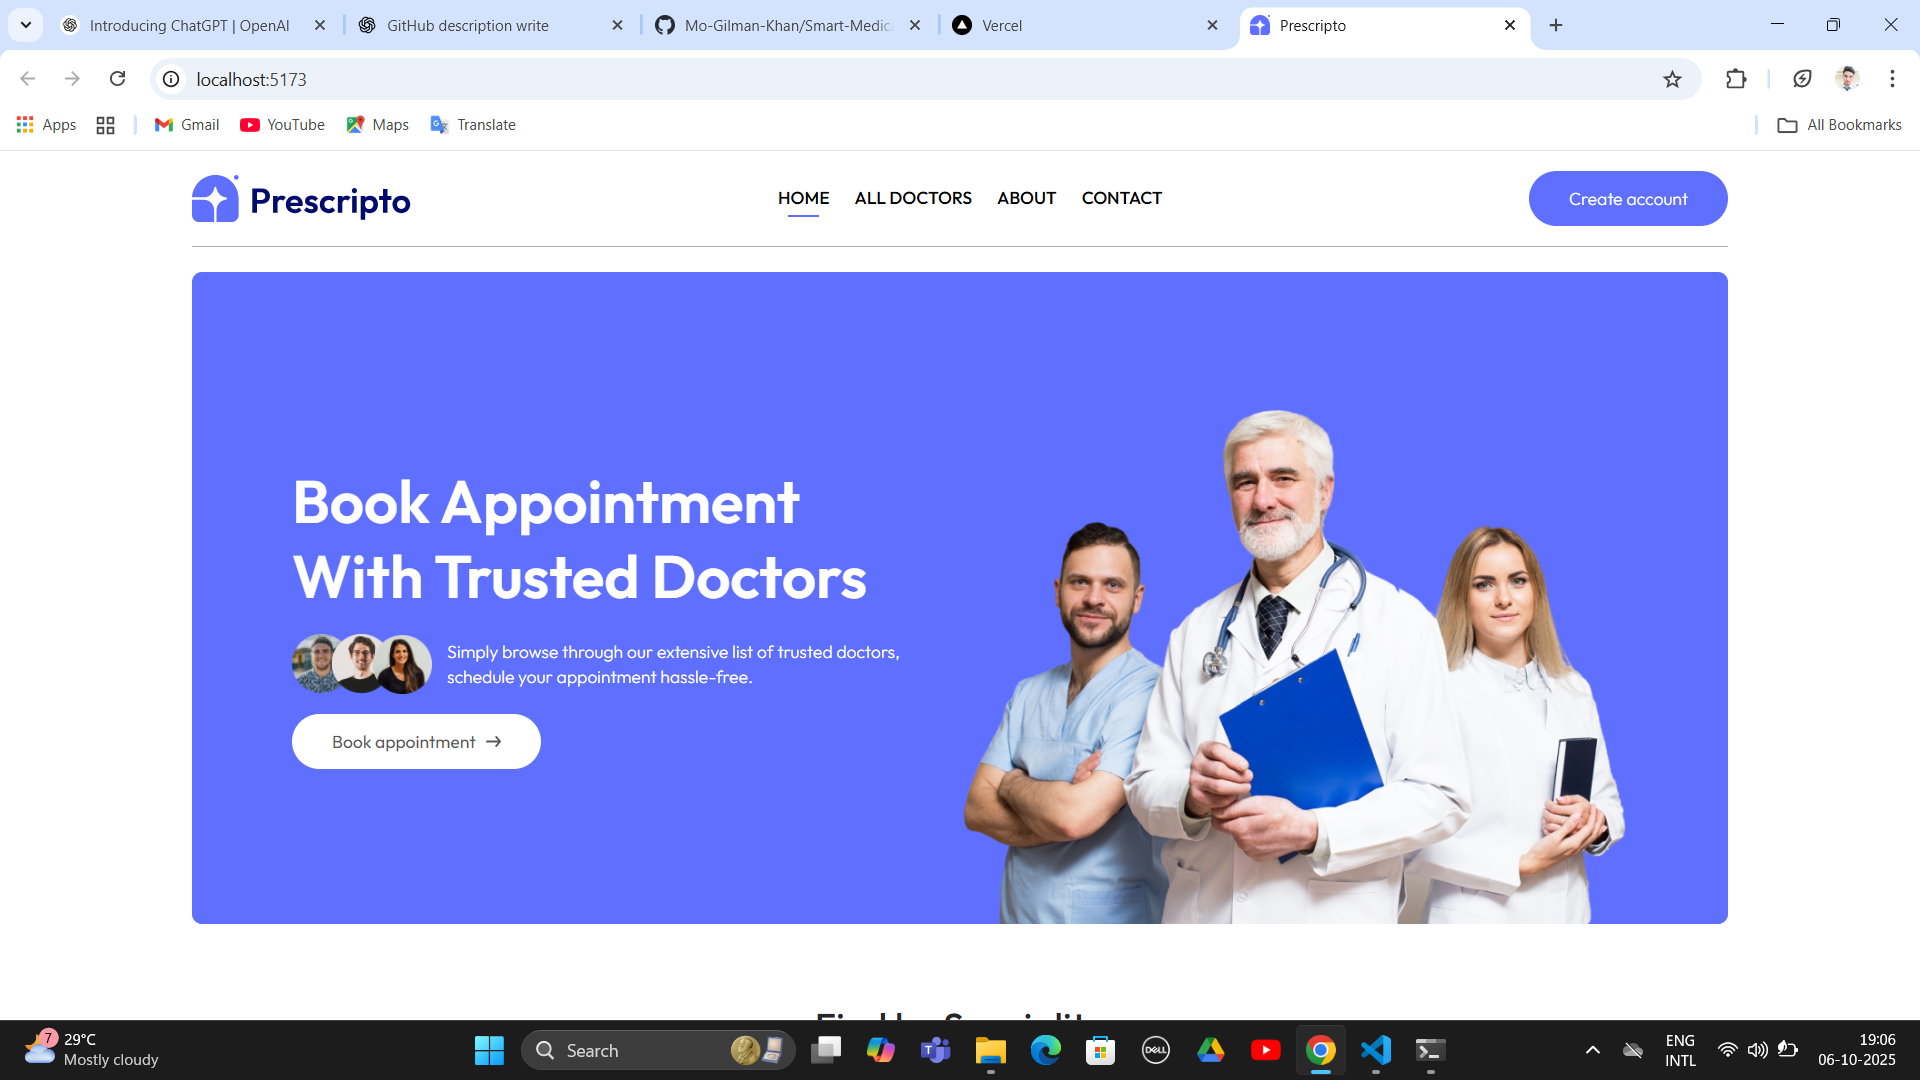 Introducing ChatGPT | OpenAI
GitHub description write
Mo-Gilman-Khan/Smart-Medic
Vercel
Prescripto
localhost:5173
Apps
Gmail
YouTube
Maps
Translate
All Bookmarks
Prescripto
HOME
ALL DOCTORS
ABOUT
CONTACT
Create account
Book Appointment
With Trusted Doctors
Simply browse through our extensive list of trusted doctors,
schedule your appointment hassle-free.
Book appointment
7
29°C
Mostly cloudy
Search
DELL
ENG
INTL
19:06
06-10-2025